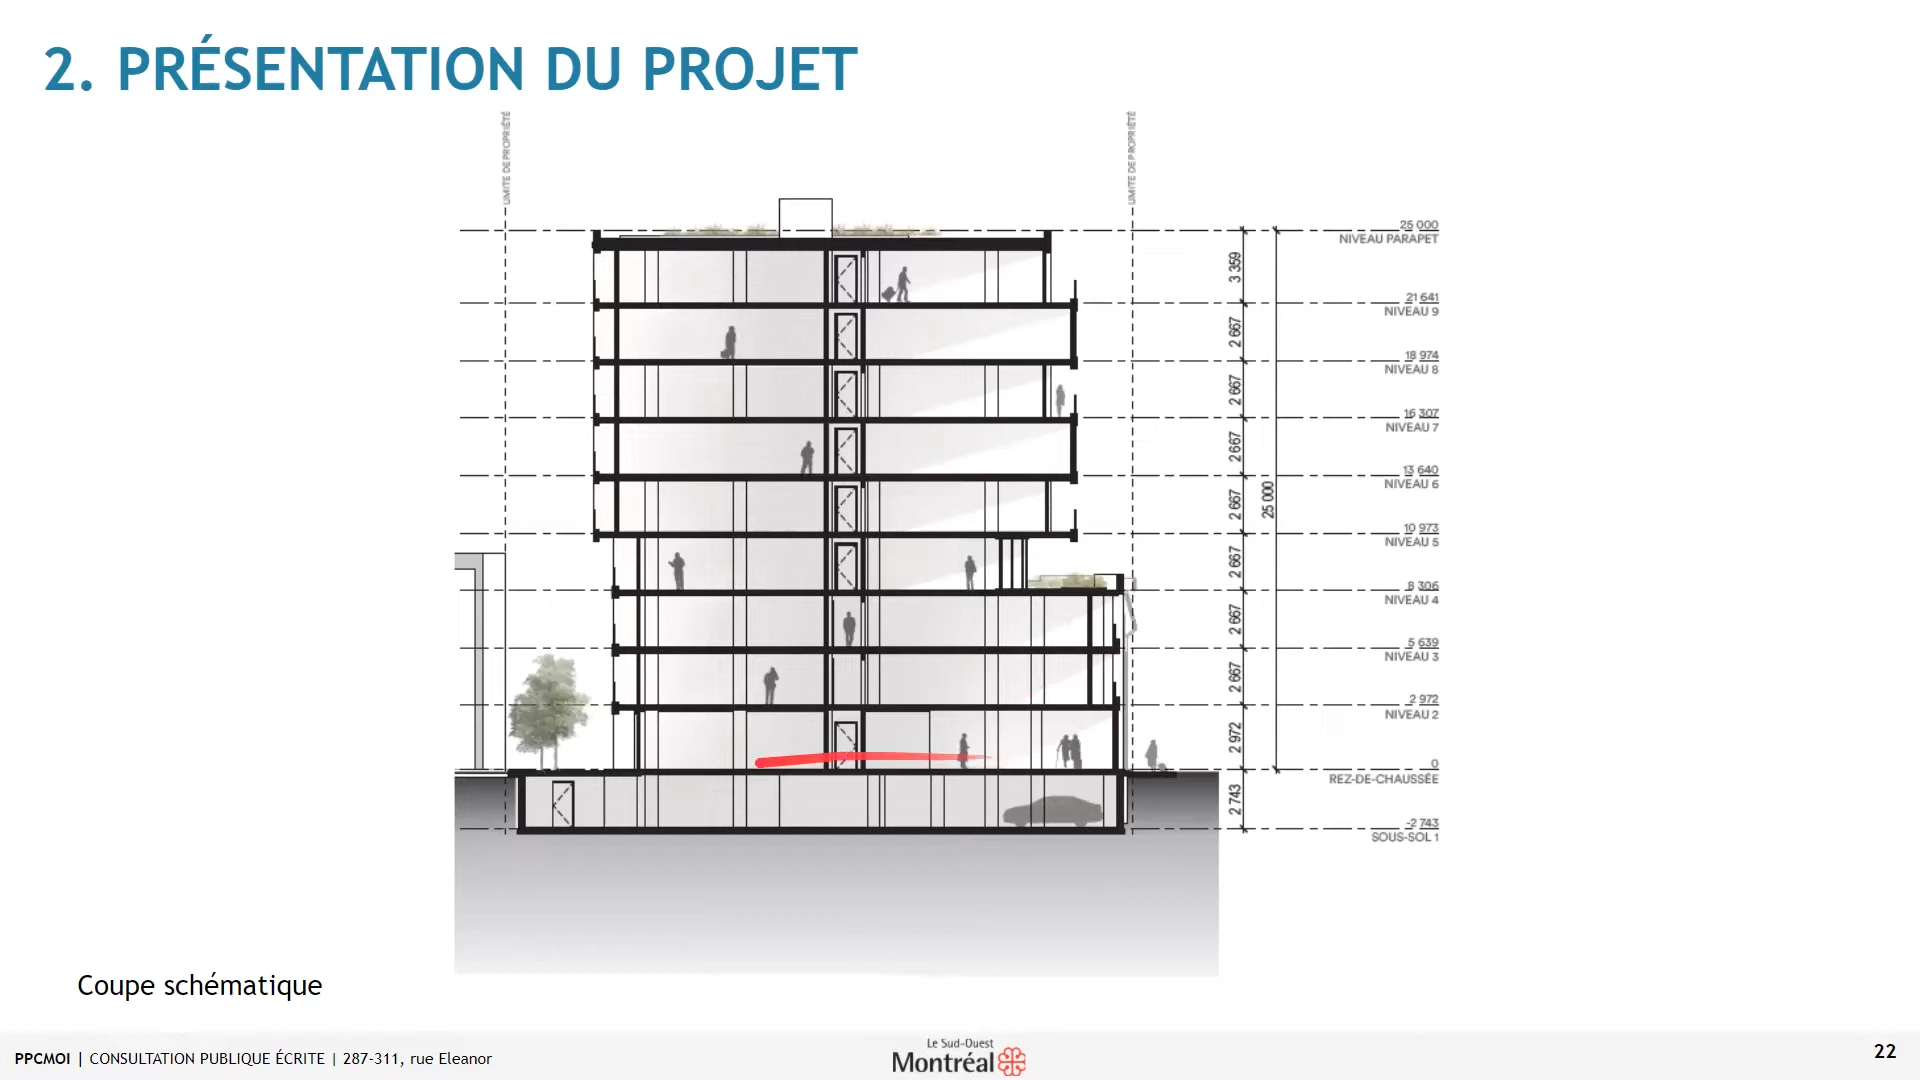 2. PRÉSENTATION DU PROJET
LIMITE DE PROPRIÉTÉ
LIMITE DE PROPRIÉTÉ
25 000
NIVEAU PARAPET
3 359
21 641
NIVEAU 9
2 667
18 974
NIVEAU 8
2 667
16 307
NIVEAU 7
2 667
13 640
NIVEAU 6
2 667
25 000
10 973
NIVEAU 5
2 667
8 306
NIVEAU 4
2 667
5 639
NIVEAU 3
2 667
2 972
NIVEAU 2
2 972
0
REZ-DE-CHAUSSÉE
2 743
-2 743
SOUS-SOL 1
Coupe schématique
PPCMOI | CONSULTATION PUBLIQUE ÉCRITE | 287-311, rue Eleanor
Le Sud-Ouest
Montréal
22